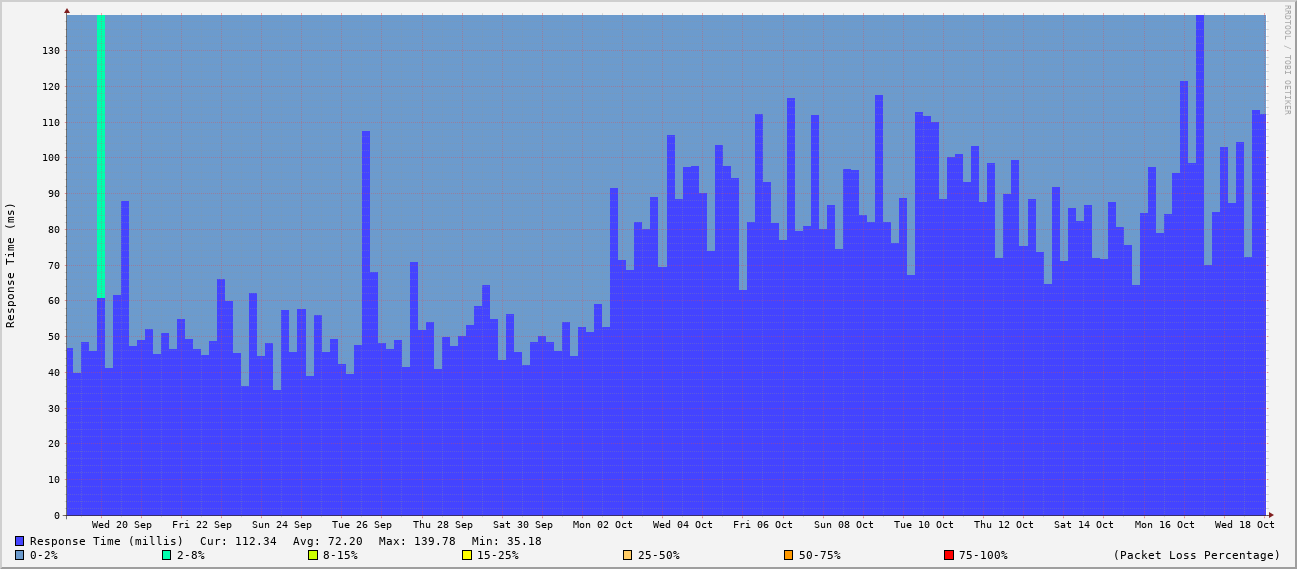 RRDTOOL / TOBI OETIKER
Response Time (ms)
130
120
110
100
90
80
70
60
50
40
30
20
10
0
Wed 20 Sep Fri 22 Sep Sun 24 Sep Tue 26 Sep Thu 28 Sep Sat 30 Sep Mon 02 Oct Wed 04 Oct Fri 06 Oct Sun 08 Oct Tue 10 Oct Thu 12 Oct Sat 14 Oct Mon 16 Oct Wed 18 Oct
Response Time (millis) Cur: 112.34 Avg: 72.20 Max: 139.78 Min: 35.18
0-2% 2-8% 8-15% 15-25% 25-50% 50-75% 75-100% (Packet Loss Percentage)